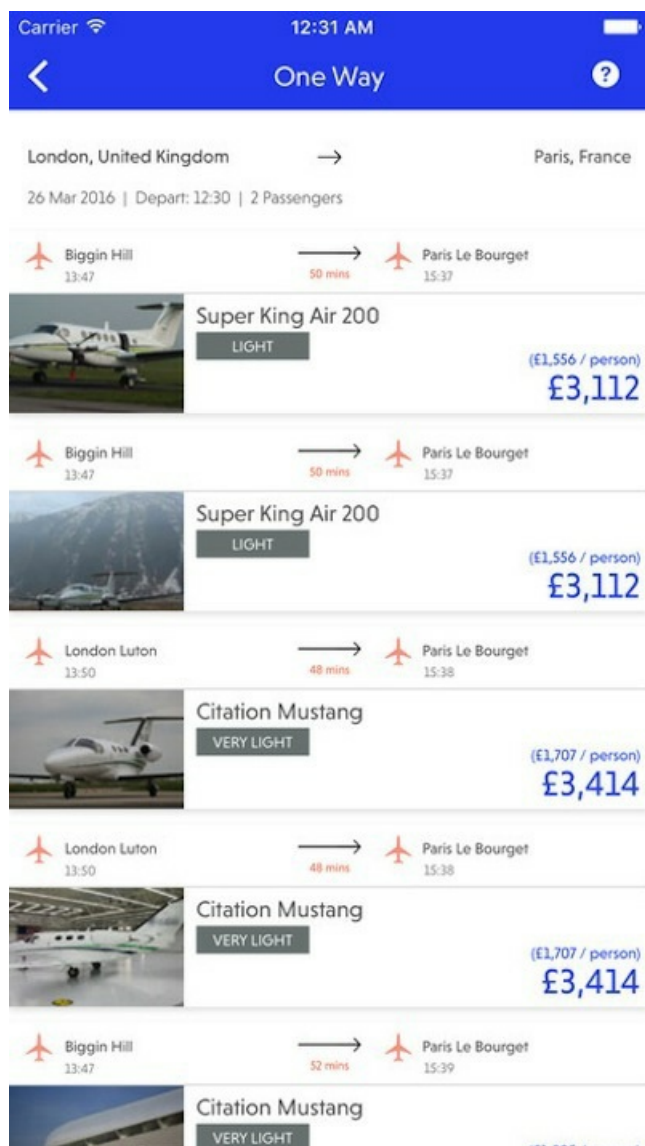 Carrier 12:31 AM
One Way ?
London, United Kingdom → Paris, France
26 Mar 2016 | Depart: 12:30 | 2 Passengers
Biggin Hill Paris Le Bourget
13:47 50 mins 15:37
Super King Air 200
LIGHT
(£1,556 / person)
£3,112
Biggin Hill Paris Le Bourget
13:47 50 mins 15:37
Super King Air 200
LIGHT
(£1,556 / person)
£3,112
London Luton Paris Le Bourget
13:50 48 mins 15:38
Citation Mustang
VERY LIGHT
(£1,707 / person)
£3,414
London Luton Paris Le Bourget
13:50 48 mins 15:38
Citation Mustang
VERY LIGHT
(£1,707 / person)
£3,414
Biggin Hill Paris Le Bourget
13:47 52 mins 15:39
Citation Mustang
VERY LIGHT